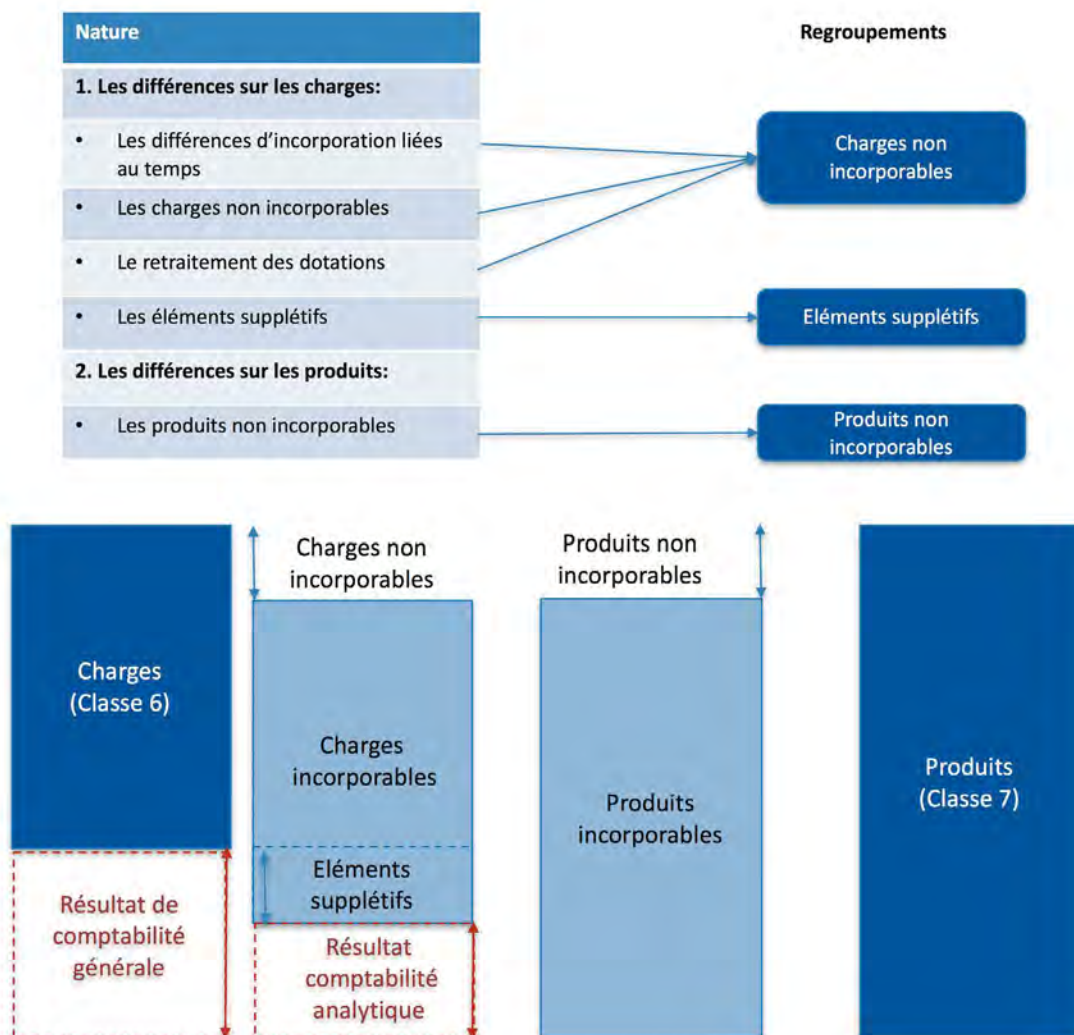 Nature
Regroupements
1. Les différences sur les charges:
• Les différences d'incorporation liées
au temps
• Les charges non incorporables
• Le retraitement des dotations
• Les éléments supplétifs
2. Les différences sur les produits:
• Les produits non incorporables
Charges non
incorporables
Eléments supplétifs
Produits non
incorporables
Charges
(Classe 6)
Résultat de
comptabilité
générale
Charges non
incorporables
Charges
incorporables
Eléments
supplétifs
Résultat
comptabilité
analytique
Produits non
incorporables
Produits
incorporables
Produits
(Classe 7)